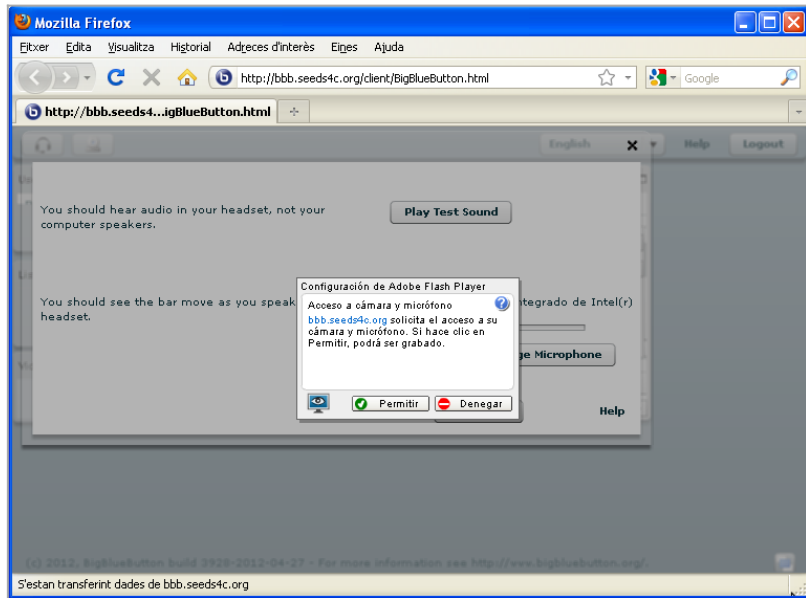 Mozilla Firefox
Fitxer Edita Visualitza Historial Adreces d'interès Eines Ajuda
http://bbb.seeds4c.org/client/BigBlueButton.html
Google
http://bbb.seeds4...igBlueButton.html
English Help Logout
You should hear audio in your headset, not your
computer speakers.
Play Test Sound
Configuración de Adobe Flash Player
Acceso a cámara y micrófono
bbb.seeds4c.org solicita el acceso a su
cámara y micrófono. Si hace clic en
Permitir, podrá ser grabado.
Permitir Denegar
You should see the bar move as you speak
headset.
tegrado de Intel(r)
ge Microphone
Help
(c) 2012, BigBlueButton build 3928-2012-04-27 - For more information see http://www.bigbluebutton.org/.
S'estan transferint dades de bbb.seeds4c.org